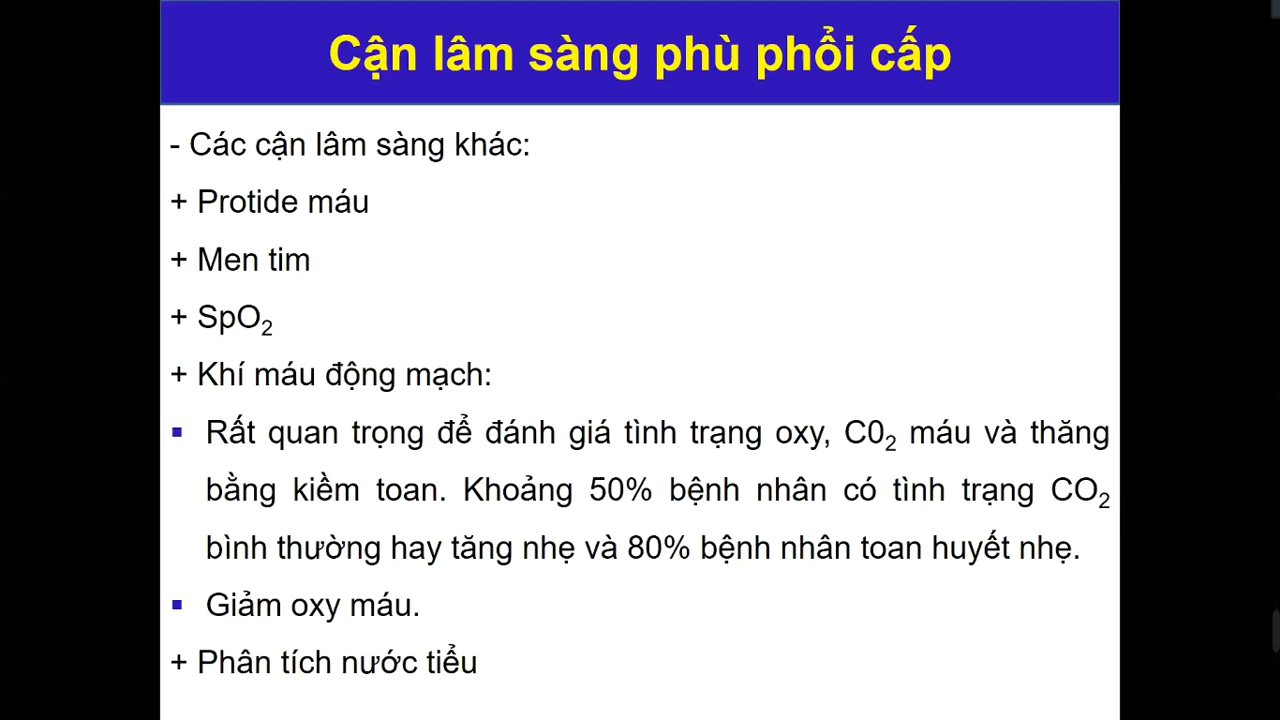 Cận lâm sàng phù phổi cấp
- Các cận lâm sàng khác:
+ Protide máu
+ Men tim
+ SpO₂
+ Khí máu động mạch:
▪ Rất quan trọng để đánh giá tình trạng oxy, C0₂ máu và thăng
bằng kiềm toan. Khoảng 50% bệnh nhân có tình trạng CO₂
bình thường hay tăng nhẹ và 80% bệnh nhân toan huyết nhẹ.
▪ Giảm oxy máu.
+ Phân tích nước tiểu